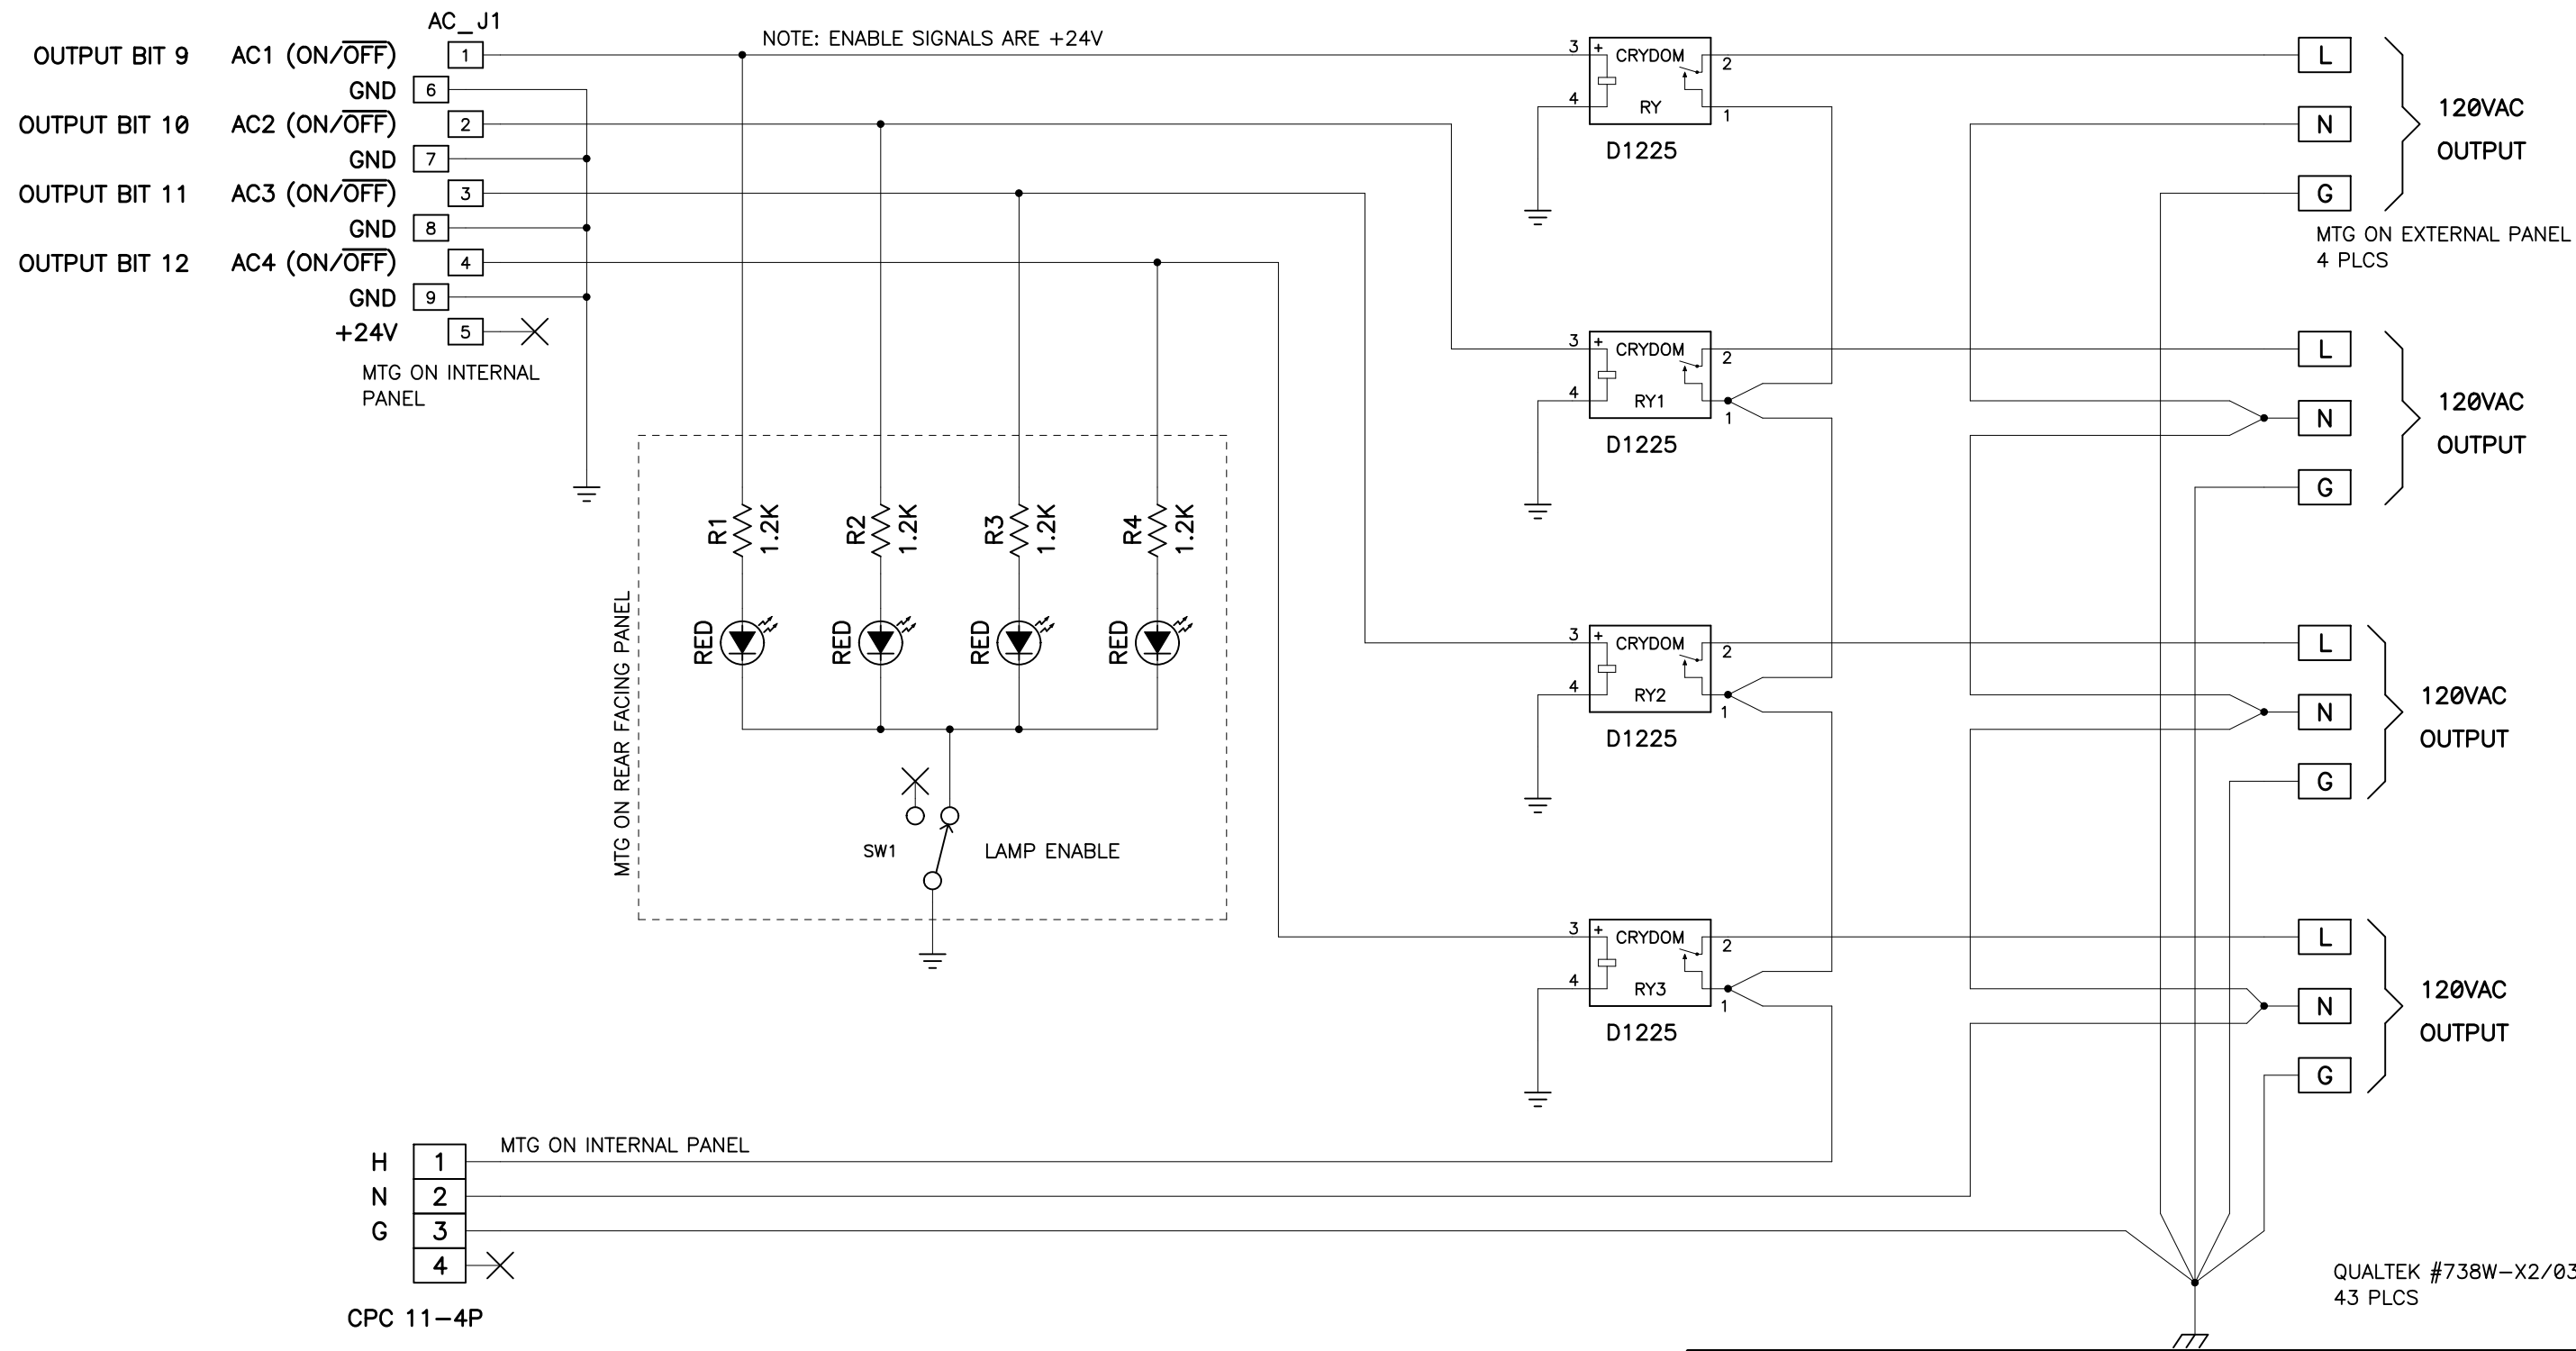 AC_J1
OUTPUT BIT 9 AC1 (ON/OFF) 1
NOTE: ENABLE SIGNALS ARE +24V
GND 6
OUTPUT BIT 10 AC2 (ON/OFF) 2
GND 7
OUTPUT BIT 11 AC3 (ON/OFF) 3
GND 8
OUTPUT BIT 12 AC4 (ON/OFF) 4
GND 9
+24V 5
MTG ON INTERNAL
PANEL
3 + CRYDOM 2
4 RY 1
D1225
L
N
G
120VAC
OUTPUT
MTG ON EXTERNAL PANEL
4 PLCS
3 + CRYDOM 2
4 RY1 1
D1225
L
N
G
120VAC
OUTPUT
R1 1.2K
R2 1.2K
R3 1.2K
R4 1.2K
RED
RED
RED
RED
MTG ON REAR FACING PANEL
SW1 LAMP ENABLE
3 + CRYDOM 2
4 RY2 1
D1225
L
N
G
120VAC
OUTPUT
3 + CRYDOM 2
4 RY3 1
D1225
L
N
G
120VAC
OUTPUT
MTG ON INTERNAL PANEL
H 1
N 2
G 3
4
CPC 11-4P
QUALTEK #738W-X2/03
43 PLCS